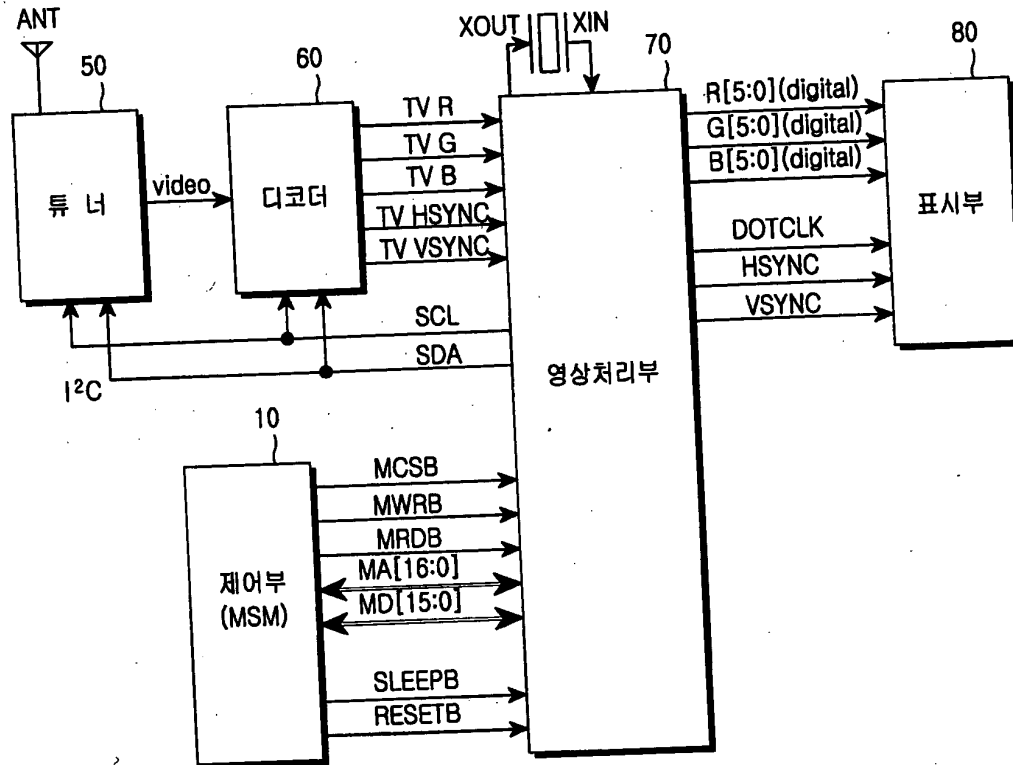 ANT
50
튜 너
video
60
디코더
TV R
TV G
TV B
TV HSYNC
TV VSYNC
SCL
SDA
I²C
XOUT
XIN
70
영상처리부
R[5:0](digital)
G[5:0](digital)
B[5:0](digital)
DOTCLK
HSYNC
VSYNC
80
표시부
10
제어부
(MSM)
MCSB
MWRB
MRDB
MA[16:0]
MD[15:0]
SLEEPB
RESETB